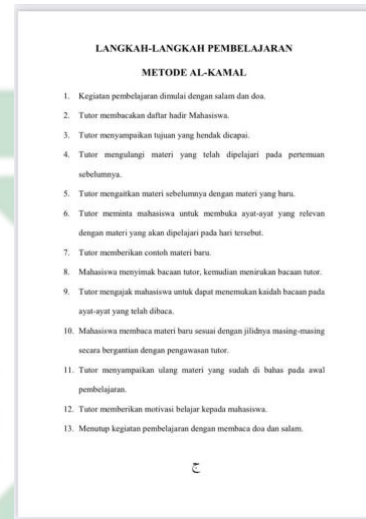 LANGKAH-LANGKAH PEMBELAJARAN
METODE AL-KAMAL
1. Kegiatan pembelajaran dimulai dengan salam dan doa.
2. Tutor membacakan daftar hadir Mahasiswa.
3. Tutor menyampaikan tujuan yang hendak dicapai.
4. Tutor mengulangi materi yang telah dipelajari pada pertemuan
sebelumnya.
5. Tutor mengaitkan materi sebelumnya dengan materi yang baru.
6. Tutor meminta mahasiswa untuk membuka ayat-ayat yang relevan
dengan materi yang akan dipelajari pada hari tersebut.
7. Tutor memberikan contoh materi baru.
8. Mahasiswa menyimak bacaan tutor, kemudian menirukan bacaan tutor.
9. Tutor mengajak mahasiswa untuk dapat menemukan kaidah bacaan pada
ayat-ayat yang telah dibaca.
10. Mahasiswa membaca materi baru sesuai dengan jilidnya masing-masing
secara bergantian dengan pengawasan tutor.
11. Tutor menyampaikan ulang materi yang sudah di bahas pada awal
pembelajaran.
12. Tutor memberikan motivasi belajar kepada mahasiswa.
13. Menutup kegiatan pembelajaran dengan membaca doa dan salam.
ج